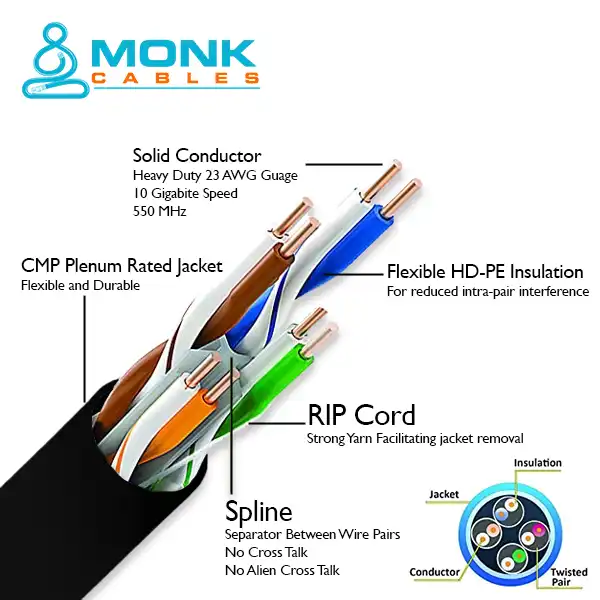 MONK
CABLES
Solid Conductor
Heavy Duty 23 AWG Guage
10 Gigabite Speed
550 MHz
CMP Plenum Rated Jacket
Flexible and Durable
Flexible HD-PE Insulation
For reduced intra-pair interference
RIP Cord
Strong Yarn Facilitating jacket removal
Spline
Separator Between Wire Pairs
No Cross Talk
No Alien Cross Talk
Insulation
Jacket
Conductor
Twisted
Pair